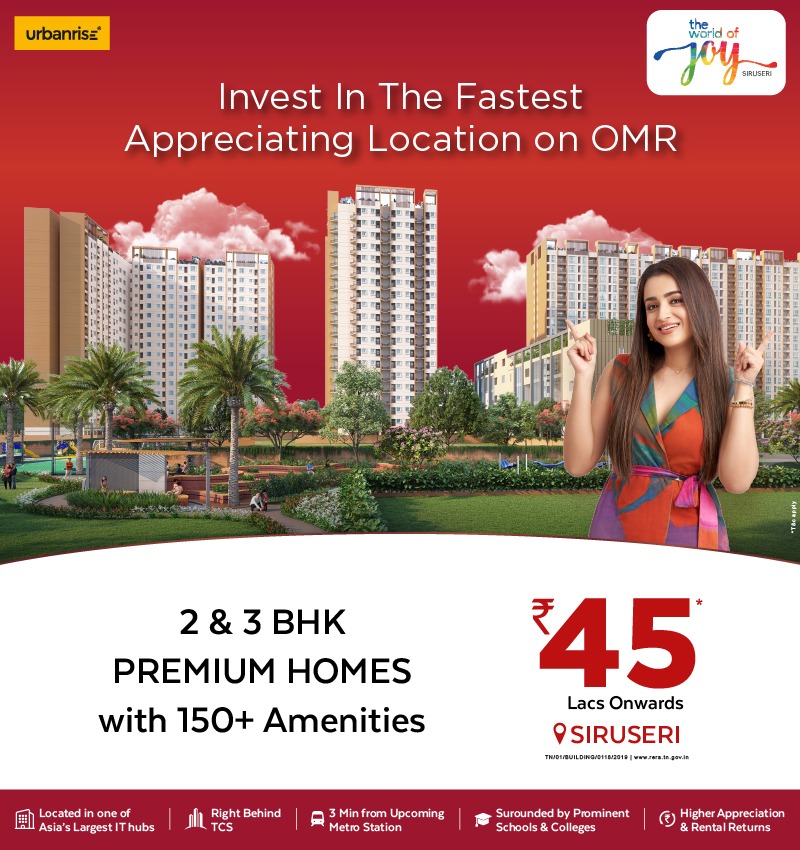 urbanrise*
the
world of
joy
SIRUSERI
Invest In The Fastest
Appreciating Location on OMR
*T&c apply
2 & 3 BHK
PREMIUM HOMES
with 150+ Amenities
₹45*
Lacs Onwards
SIRUSERI
TN/01/BUILDING/0118/2019 | www.rera.tn.gov.in
Located in one of
Asia's Largest IT hubs
Right Behind
TCS
3 Min from Upcoming
Metro Station
Surounded by Prominent
Schools & Colleges
Higher Appreciation
& Rental Returns